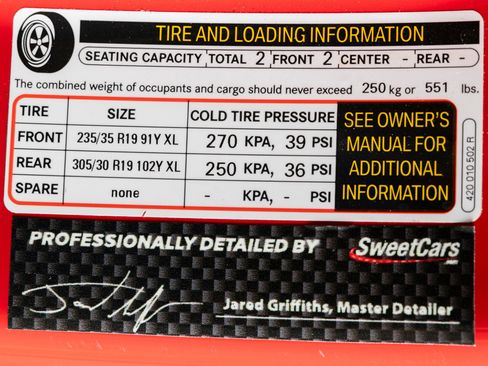 TIRE AND LOADING INFORMATION
SEATING CAPACITY TOTAL 2 FRONT 2 CENTER - REAR -
The combined weight of occupants and cargo should never exceed 250 kg or 551 lbs.
TIRE SIZE COLD TIRE PRESSURE
FRONT 235/35 R19 91Y XL 270 KPA, 39 PSI
REAR 305/30 R19 102Y XL 250 KPA, 36 PSI
SPARE none - KPA, - PSI
SEE OWNER'S
MANUAL FOR
ADDITIONAL
INFORMATION
420 010 502 R
PROFESSIONALLY DETAILED BY SweetCars
Jared Griffiths, Master Detailer